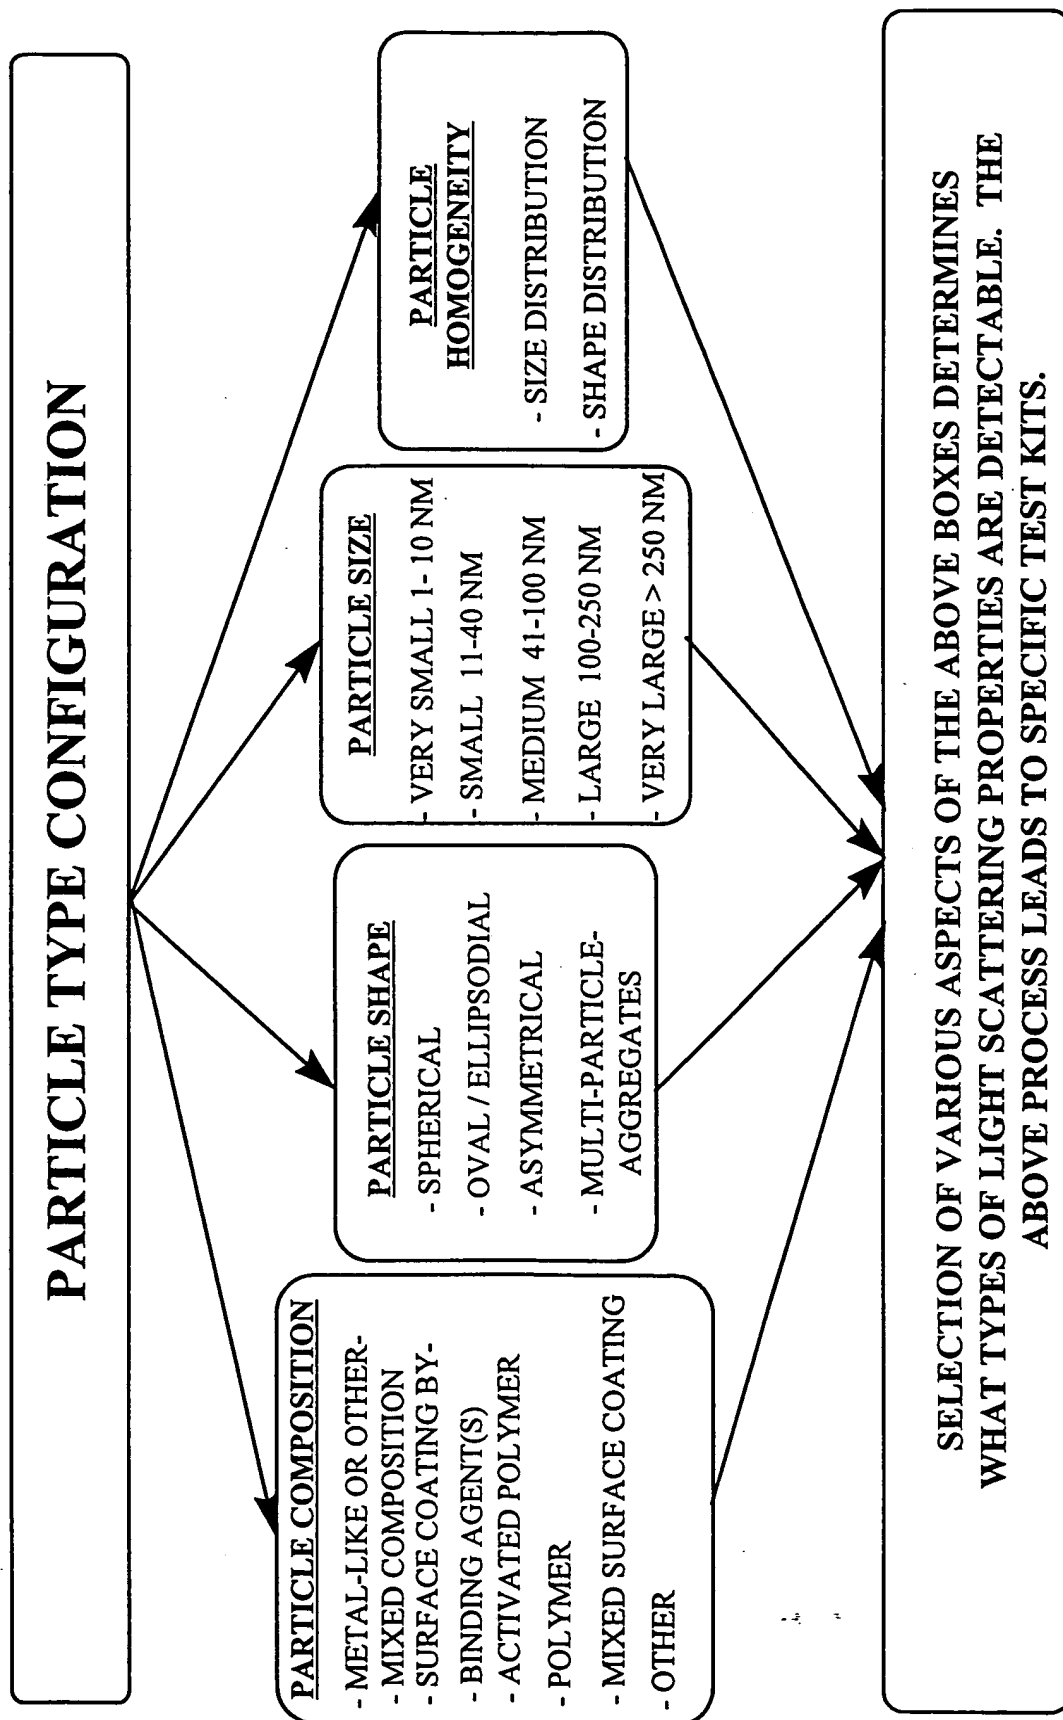 PARTICLE TYPE CONFIGURATION
PARTICLE COMPOSITION
- METAL-LIKE OR OTHER-
- MIXED COMPOSITION
- SURFACE COATING BY-
- BINDING AGENT(S)
- ACTIVATED POLYMER
- POLYMER
- MIXED SURFACE COATING
- OTHER
PARTICLE SHAPE
- SPHERICAL
- OVAL / ELLIPSODIAL
- ASYMMETRICAL
- MULTI-PARTICLE-
AGGREGATES
PARTICLE SIZE
- VERY SMALL 1- 10 NM
- SMALL 11-40 NM
- MEDIUM 41-100 NM
- LARGE 100-250 NM
- VERY LARGE > 250 NM
PARTICLE
HOMOGENEITY
- SIZE DISTRIBUTION
- SHAPE DISTRIBUTION
SELECTION OF VARIOUS ASPECTS OF THE ABOVE BOXES DETERMINES
WHAT TYPES OF LIGHT SCATTERING PROPERTIES ARE DETECTABLE. THE
ABOVE PROCESS LEADS TO SPECIFIC TEST KITS.